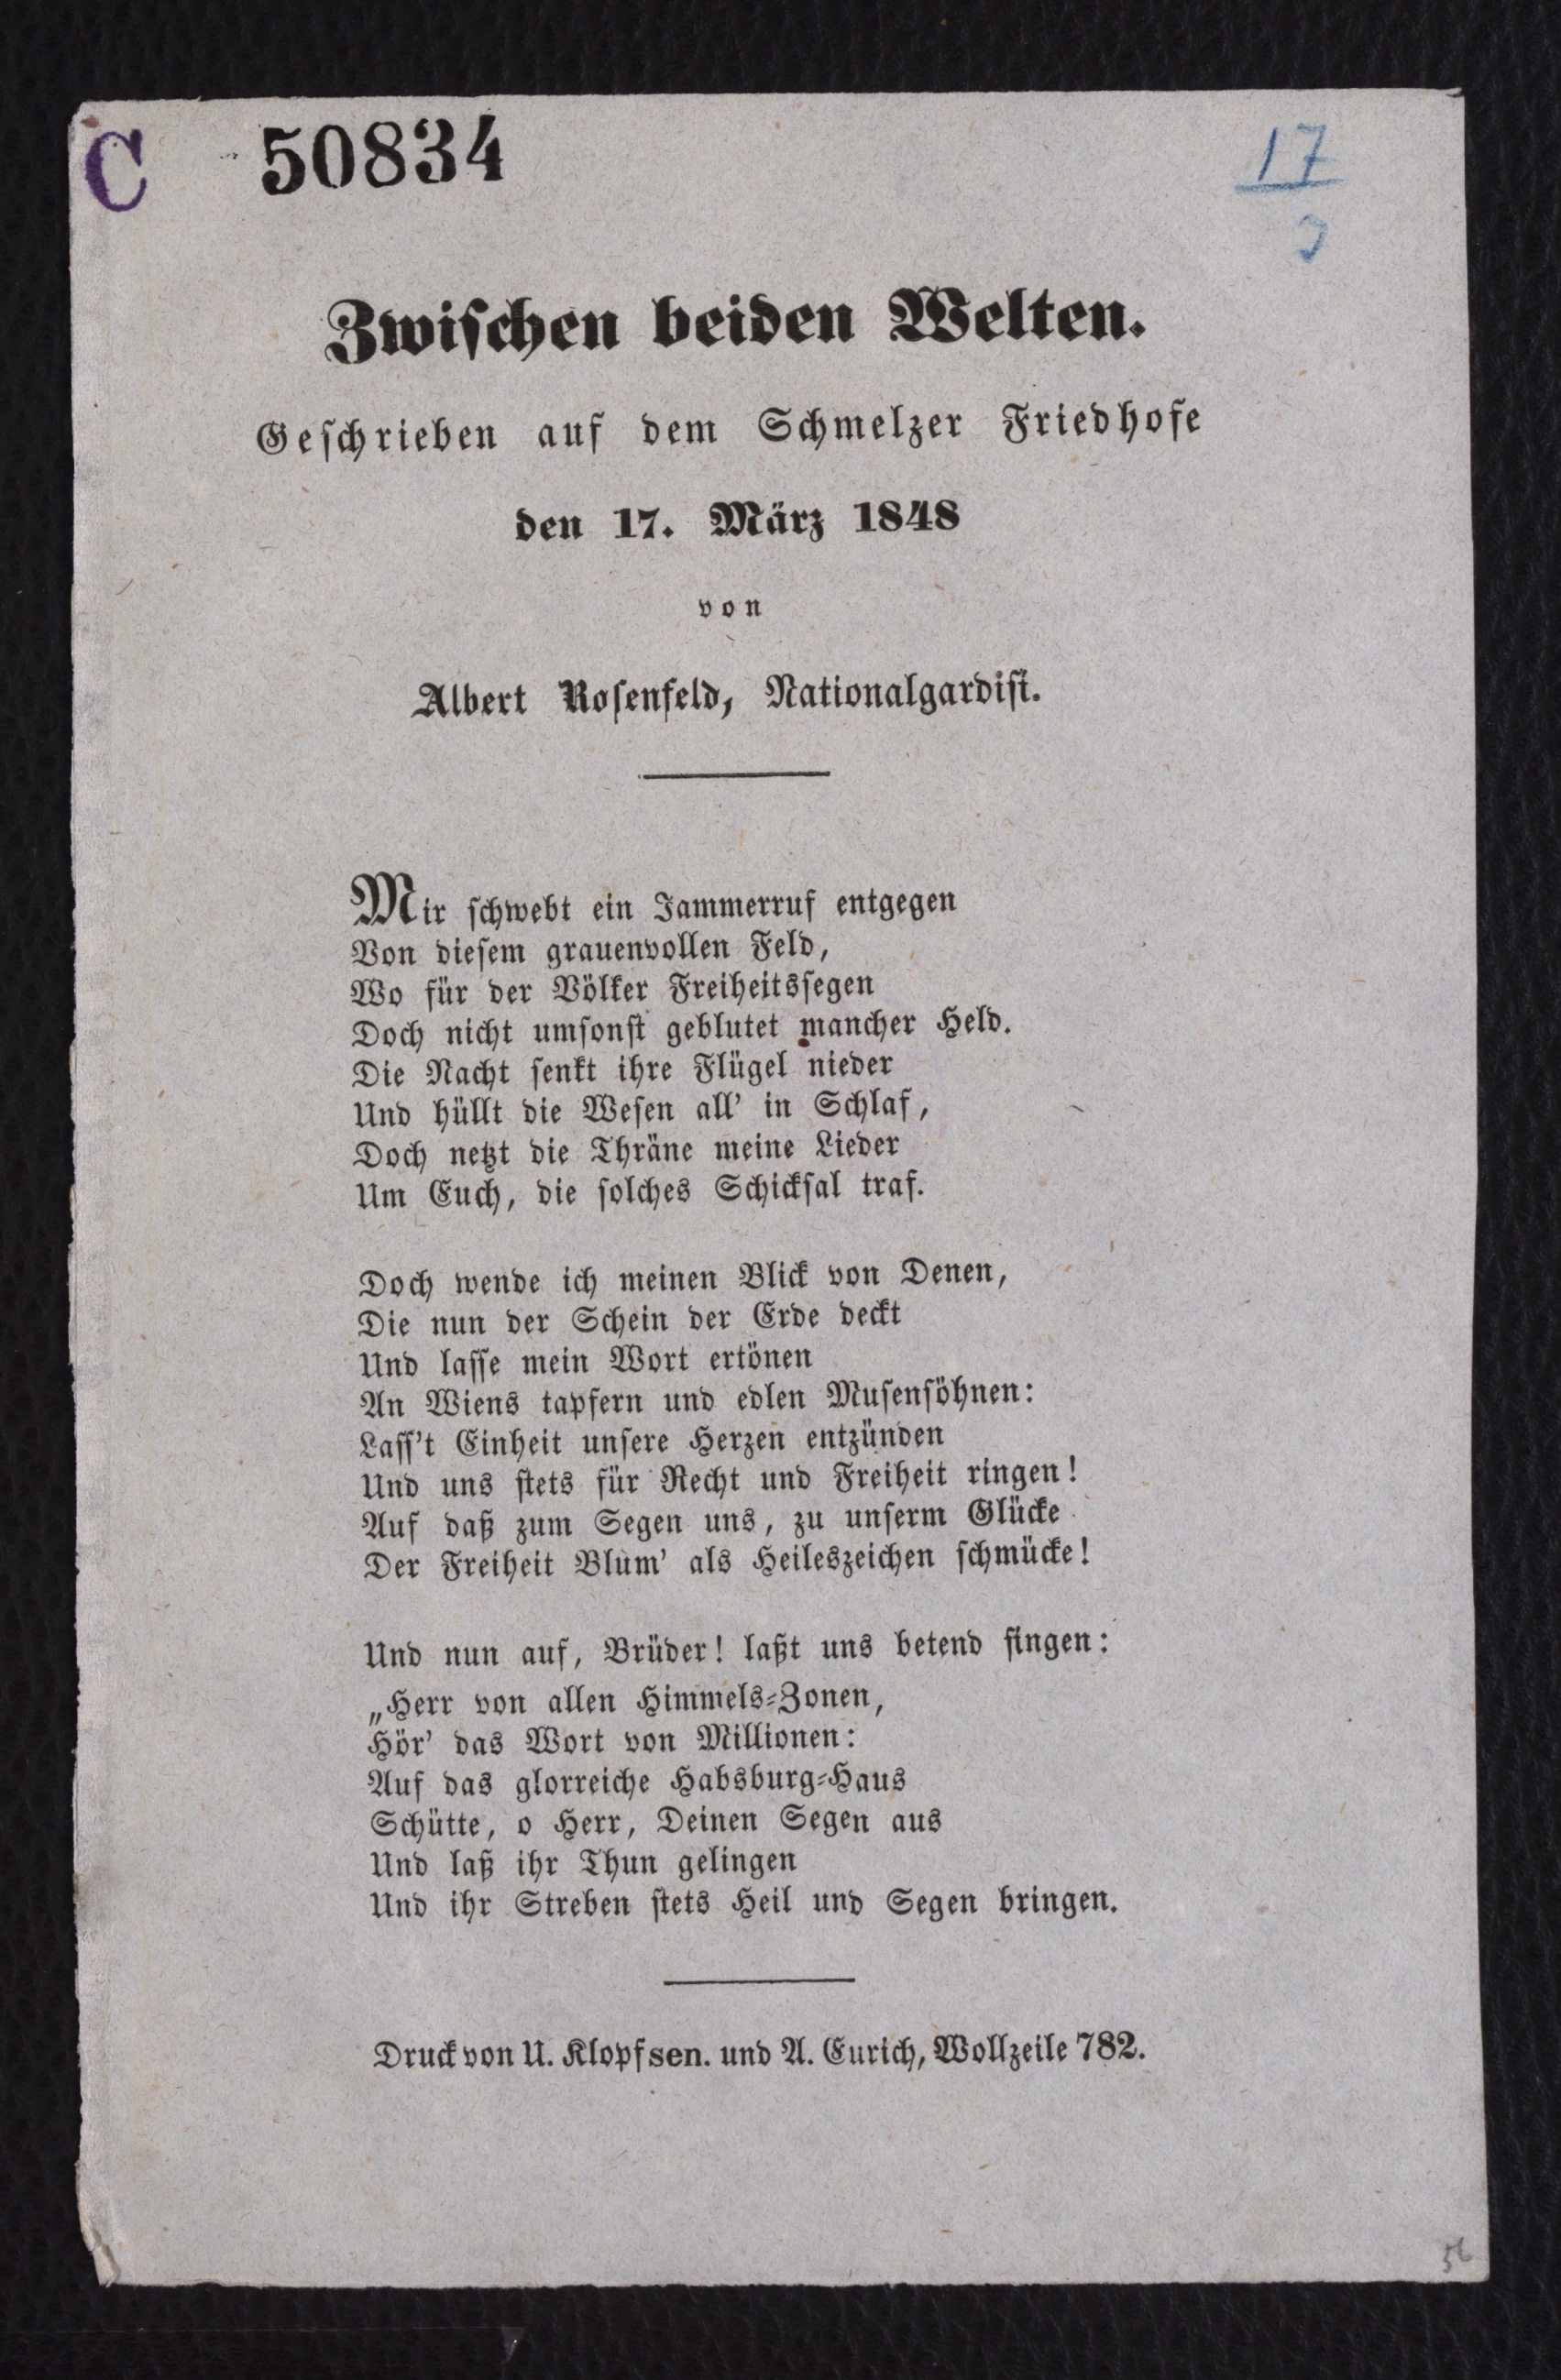 C 50834
17
Zwischen beiden Welten.
Geschrieben auf dem Schmelzer Friedhofe
den 17. März 1848
von
Albert Rosenfeld, Nationalgardist.
Mir schwebt ein Jammerruf entgegen
Von diesem grauenvollen Feld,
Wo für der Völker Freiheitssegen
Doch nicht umsonst geblutet mancher Held.
Die Nacht senkt ihre Flügel nieder
Und hüllt die Wesen all' in Schlaf,
Doch netzt die Thräne meine Lieder
Um Euch, die solches Schicksal traf.
Doch wende ich meinen Blick von Denen,
Die nun der Schein der Erde deckt
Und lasse mein Wort ertönen
An Wiens tapfern und edlen Musensöhnen:
Lass't Einheit unsere Herzen entzünden
Und uns stets für Recht und Freiheit ringen!
Auf daß zum Segen uns, zu unserm Glücke
Der Freiheit Blum' als Heileszeichen schmücke!
Und nun auf, Brüder! laßt uns betend singen:
„Herr von allen Himmels-Zonen,
Hör' das Wort von Millionen:
Auf das glorreiche Habsburg-Haus
Schütte, o Herr, Deinen Segen aus
Und laß ihr Thun gelingen
Und ihr Streben stets Heil und Segen bringen.
Druck von U. Klopf sen. und A. Eurich, Wollzeile 782.
56